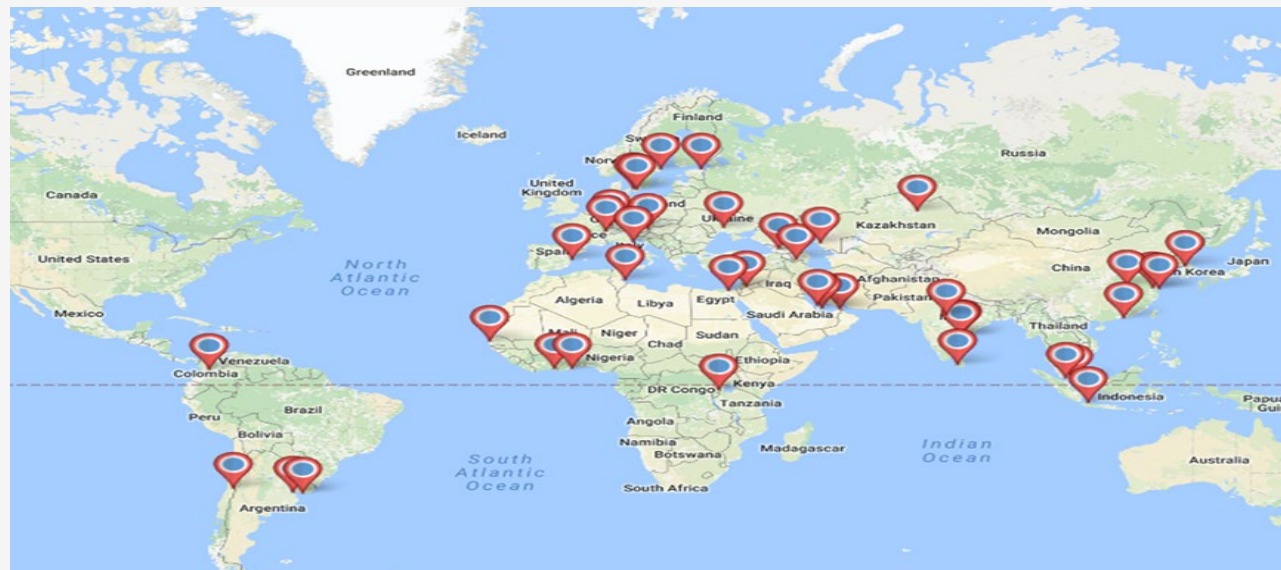 Greenland
Iceland
Finland
Russia
Canada
United
Kingdom
Kazakhstan
Mongolia
United States
North
Atlantic
Ocean
China
Japan
Algeria
Libya
Egypt
Iraq
Afghanistan
Pakistan
Mexico
Saudi Arabia
Mali
Niger
Sudan
Chad
Thailand
Nigeria
Ethiopia
Venezuela
Colombia
DR Congo
Kenya
Indonesia
Tanzania
Peru
Brazil
Angola
Bolivia
Namibia
Botswana
Madagascar
Indian
Ocean
South
Atlantic
Ocean
Australia
South Africa
Argentina